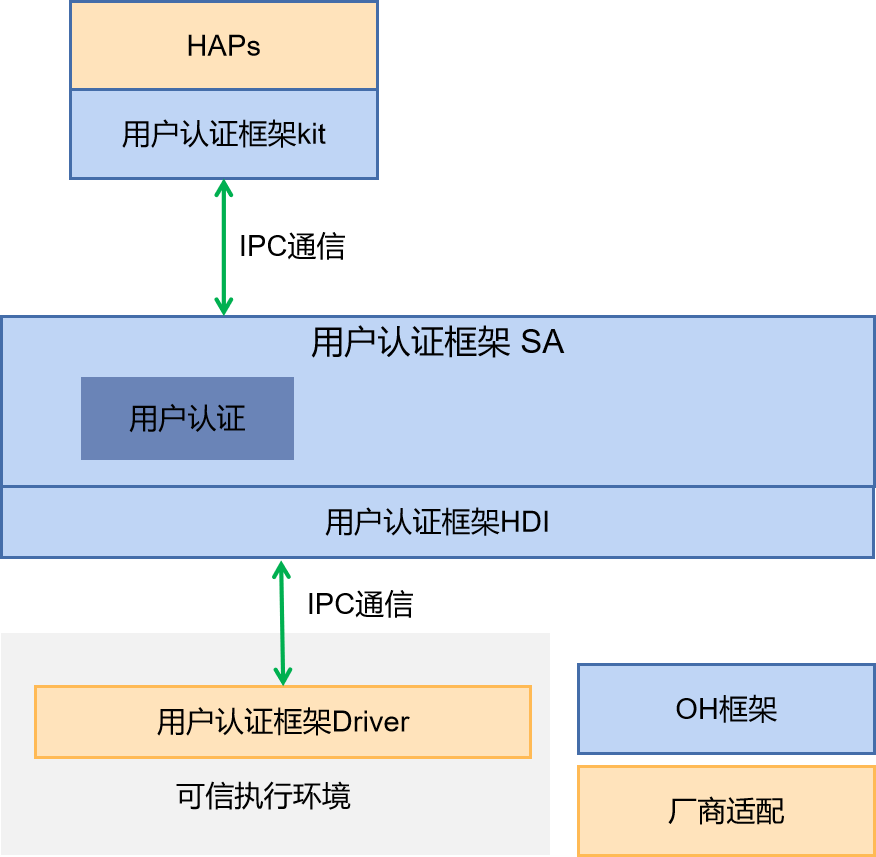 HAPs
用户认证框架kit
IPC通信
用户认证框架 SA
用户认证
用户认证框架HDI
IPC通信
用户认证框架Driver
可信执行环境
OH框架
厂商适配